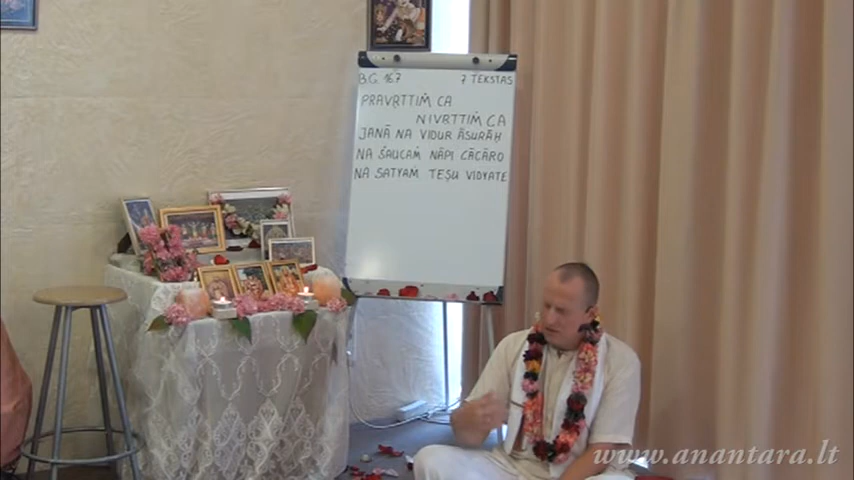 B.G. 16.7 7 TEKSTAS
PRAVṚTTIṀ CA
NIVṚTTIṀ CA
JANĀ NA VIDUR ĀSURĀḤ
NA ŚAUCAṀ NĀPI CĀCĀRO
NA SATYAṀ TEṢU VIDYATE
www.anantara.lt